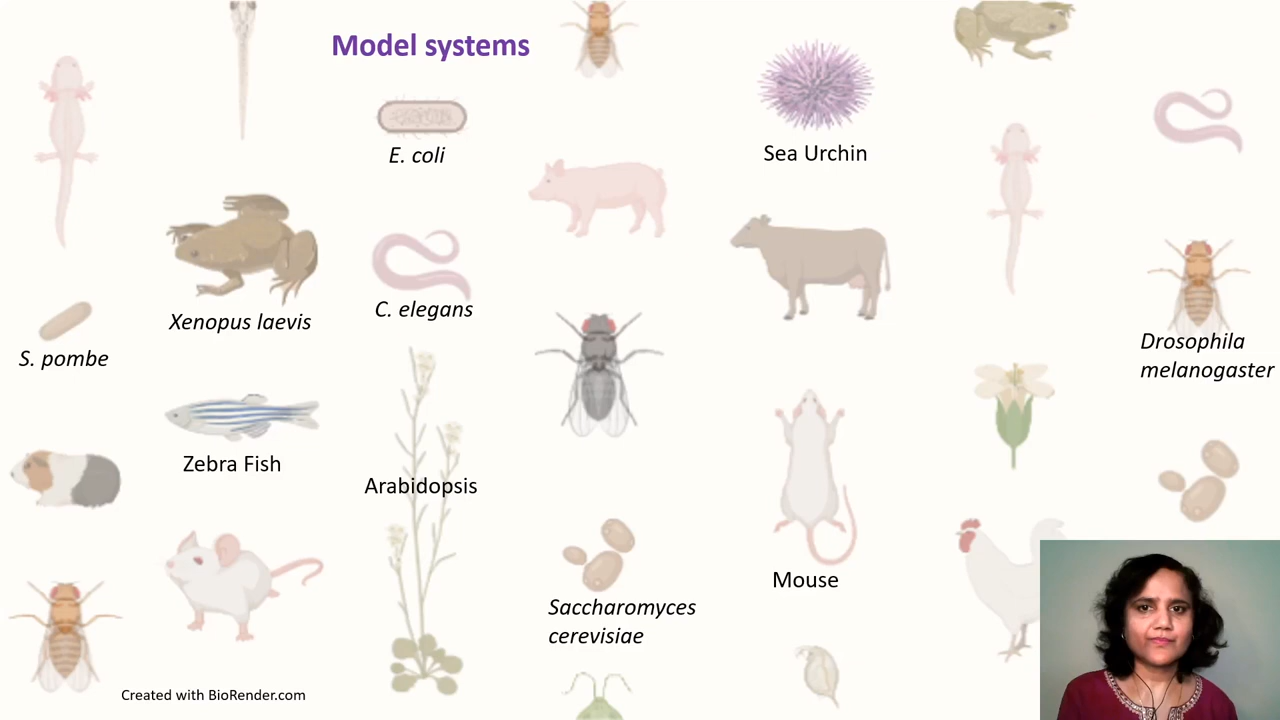 Model systems
E. coli
Sea Urchin
Xenopus laevis
C. elegans
S. pombe
Drosophila
melanogaster
Zebra Fish
Arabidopsis
Mouse
Saccharomyces
cerevisiae
Created with BioRender.com